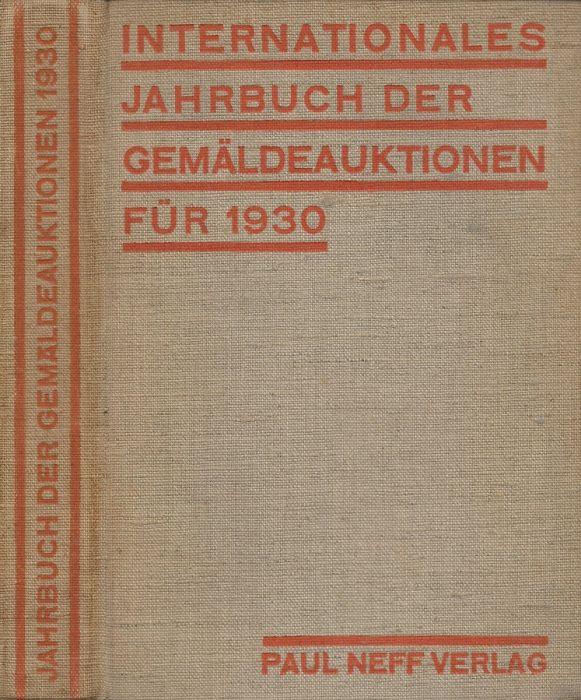 JAHRBUCH DER GEMÄLDEAUKTIONEN 1930
INTERNATIONALES
JAHRBUCH DER
GEMÄLDEAUKTIONEN
FÜR 1930
PAUL NEFF VERLAG